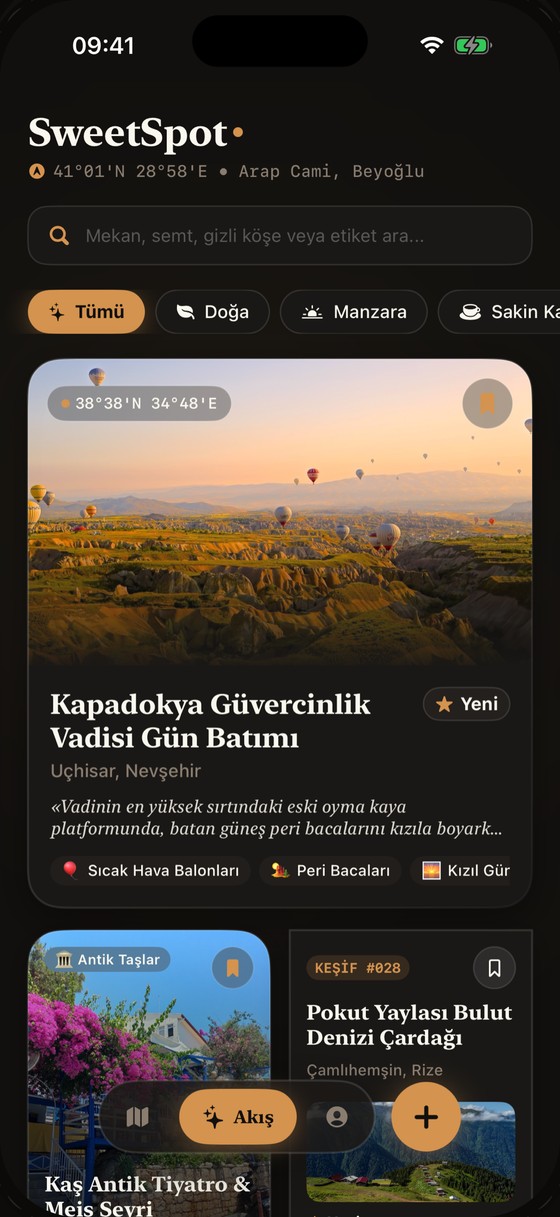 09:41
SweetSpot
41°01'N 28°58'E • Arap Cami, Beyoğlu
Mekan, semt, gizli köşe veya etiket ara...
Tümü
Doğa
Manzara
Sakin Ka
38°38'N 34°48'E
Kapadokya Güvercinlik
Vadisi Gün Batımı
Yeni
Uçhisar, Nevşehir
«Vadinin en yüksek sırtındaki eski oyma kaya
platformunda, batan güneş peri bacalarını kızıla boyark...
Sıcak Hava Balonları
Peri Bacaları
Kızıl Gür
Antik Taşlar
Kaş Antik Tiyatro &
Meis Seyri
KEŞİF #028
Pokut Yaylası Bulut
Denizi Çardağı
Çamlıhemşin, Rize
Akış